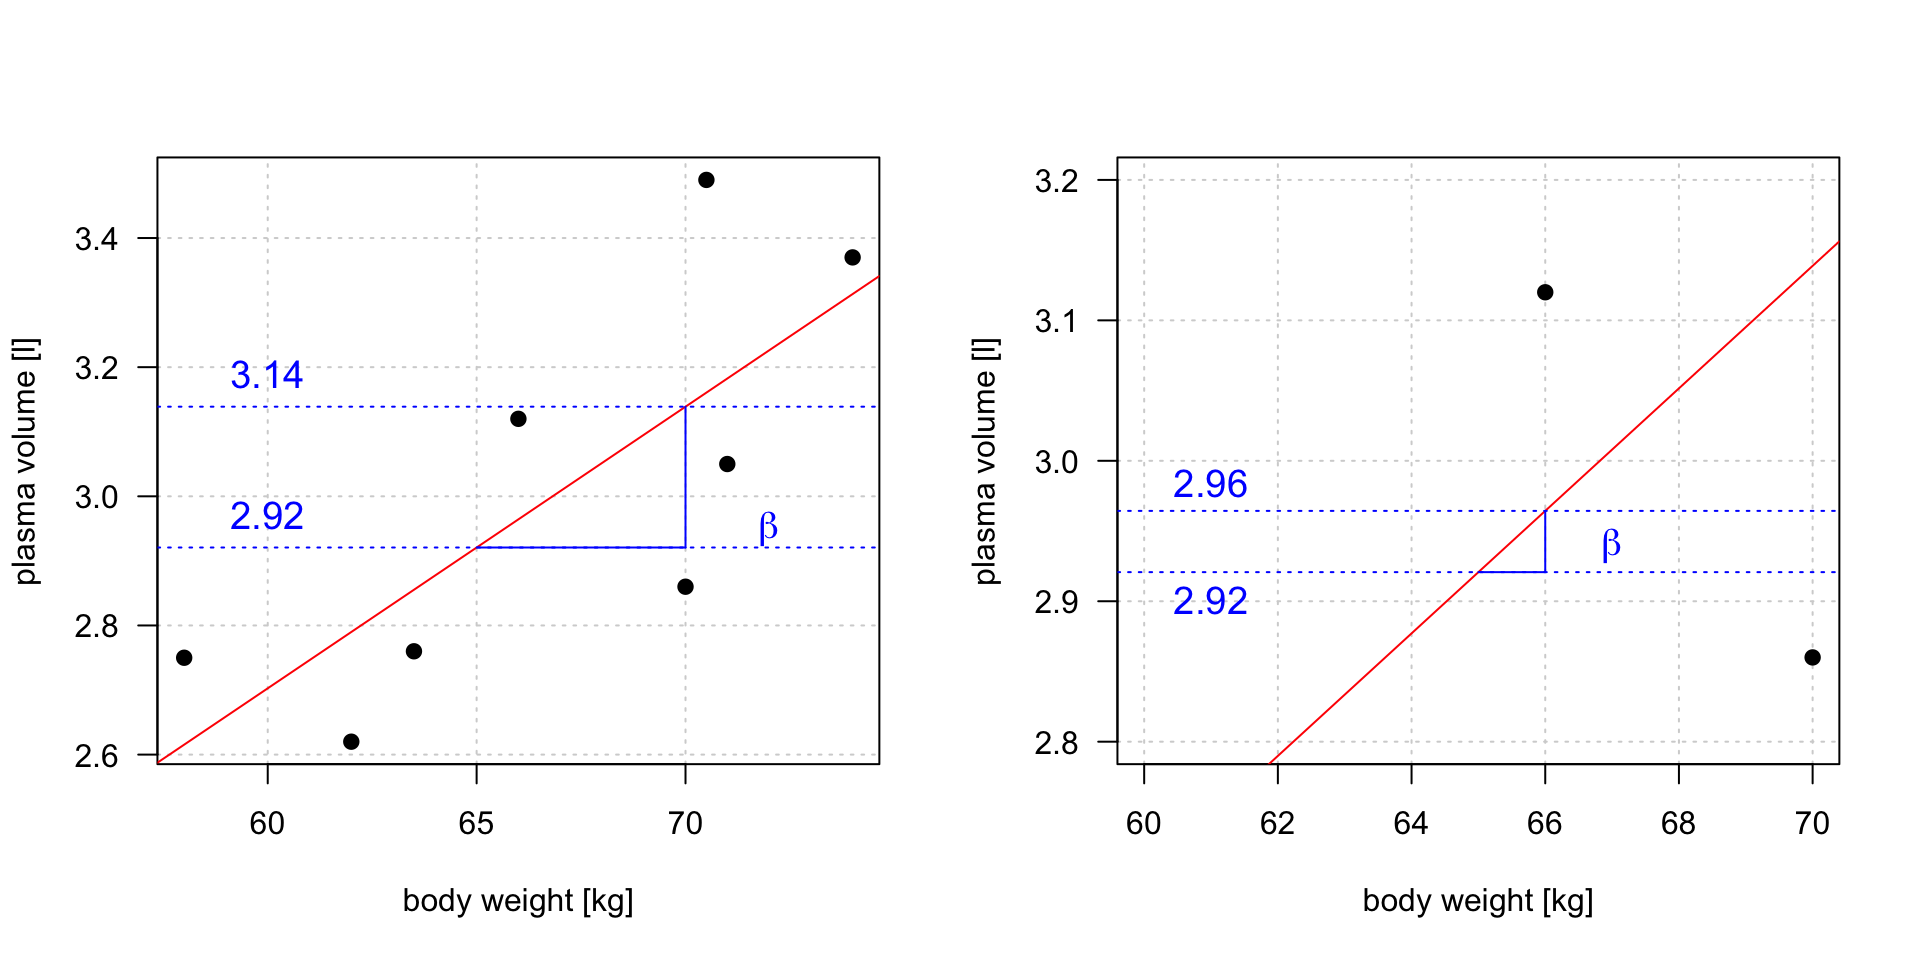 plasma volume [l]
3.4
3.2
3.0
2.8
2.6
3.14
2.92
β
60 65 70
body weight [kg]
plasma volume [l]
3.2
3.1
3.0
2.9
2.8
2.96
β
2.92
60 62 64 66 68 70
body weight [kg]